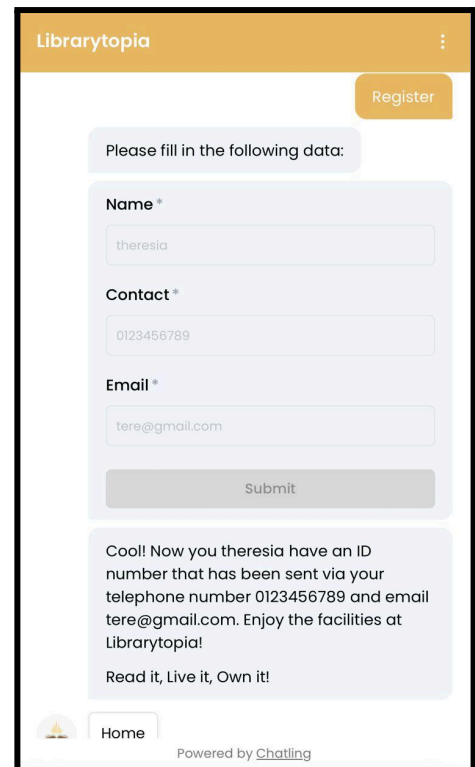 Librarytopia
Register
Please fill in the following data:
Name *
theresia
Contact *
0123456789
Email *
tere@gmail.com
Submit
Cool! Now you theresia have an ID
number that has been sent via your
telephone number 0123456789 and email
tere@gmail.com. Enjoy the facilities at
Librarytopia!
Read it, Live it, Own it!
Home
Powered by Chatling